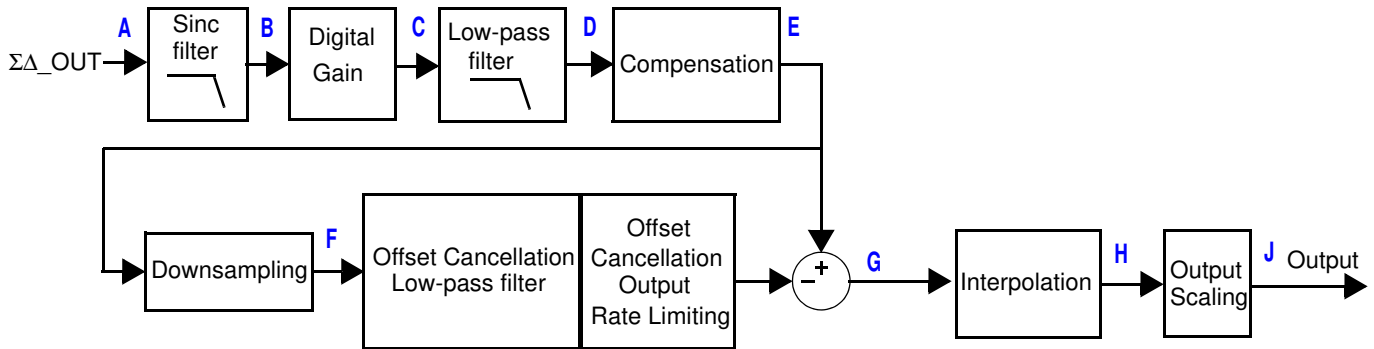 A
Sinc
filter
B
Digital
Gain
C
Low-pass
filter
D
Compensation
E
ΣΔ_OUT
Downsampling
F
Offset Cancellation
Low-pass filter
Offset
Cancellation
Output
Rate Limiting
+
−
G
Interpolation
H
Output
Scaling
J
Output